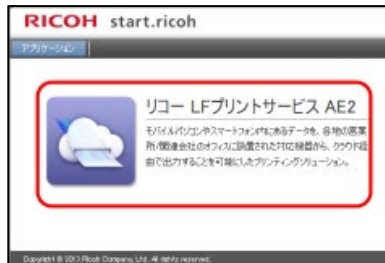 RICOH start.ricoh
アプリケーション
リコー LFプリントサービス AE2
モバイルパソコンやスマートフォン内にあるデータを、各地の営業
所/関連会社のオフィスに設置された対応機器から、クラウド経
由で出力することを可能にしたプリンティングソリューション。
Copyright © 2013 Ricoh Company, Ltd. All rights reserved.